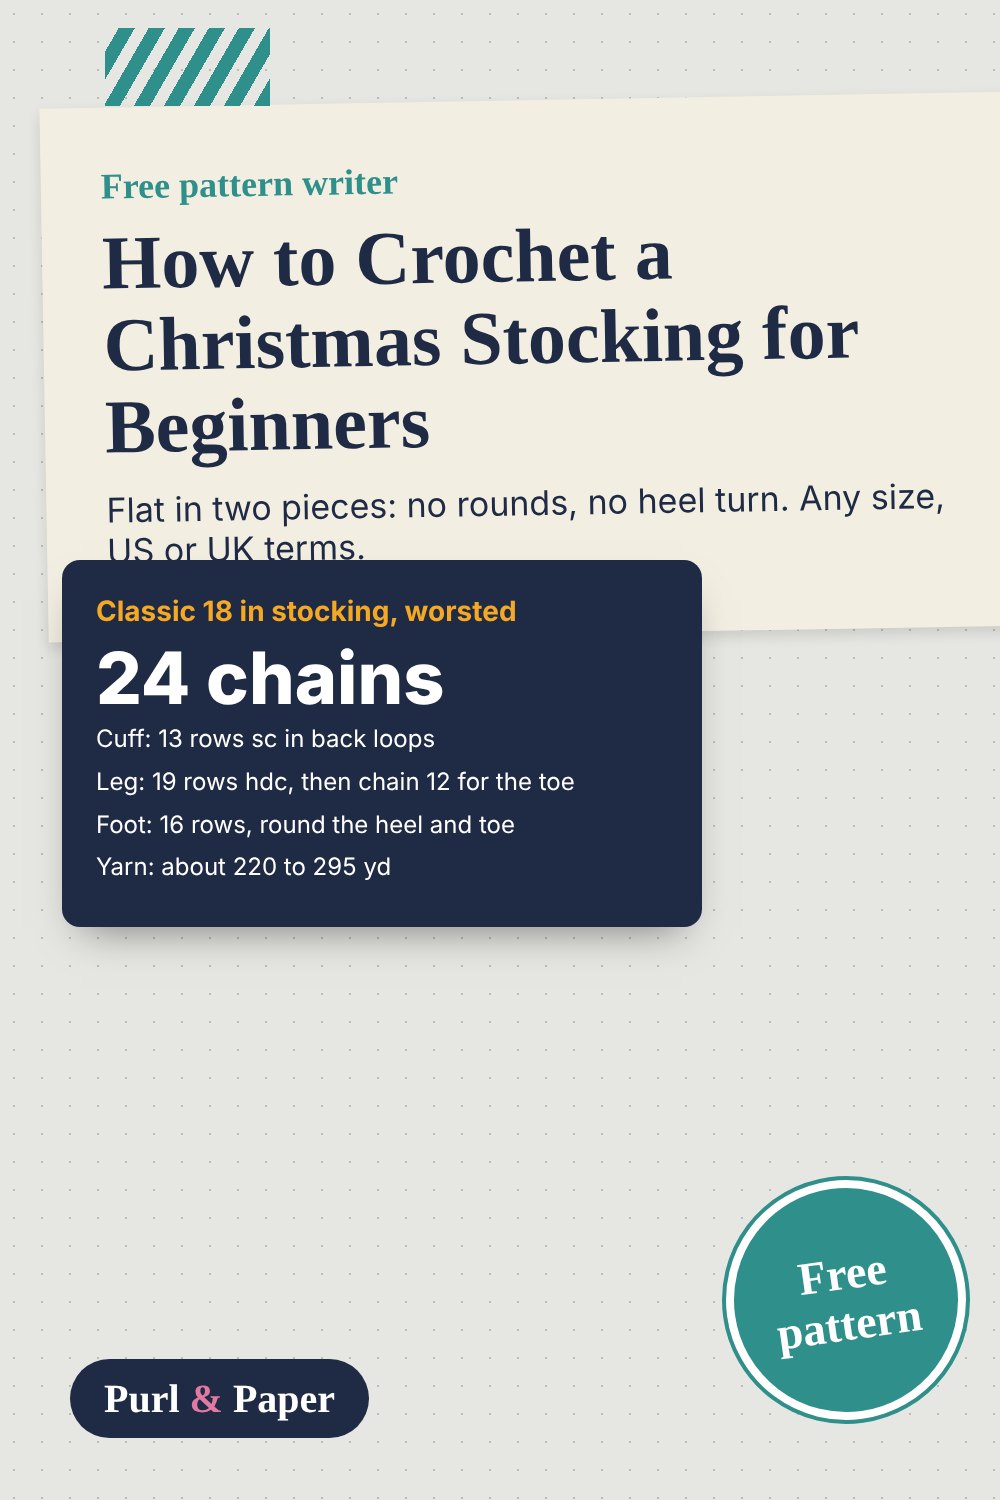 Free pattern writer
How to Crochet a
Christmas Stocking for
Beginners
Flat in two pieces: no rounds, no heel turn. Any size,
US or UK terms.
Classic 18 in stocking, worsted
24 chains
Cuff: 13 rows sc in back loops
Leg: 19 rows hdc, then chain 12 for the toe
Foot: 16 rows, round the heel and toe
Yarn: about 220 to 295 yd
Free
pattern
Purl & Paper